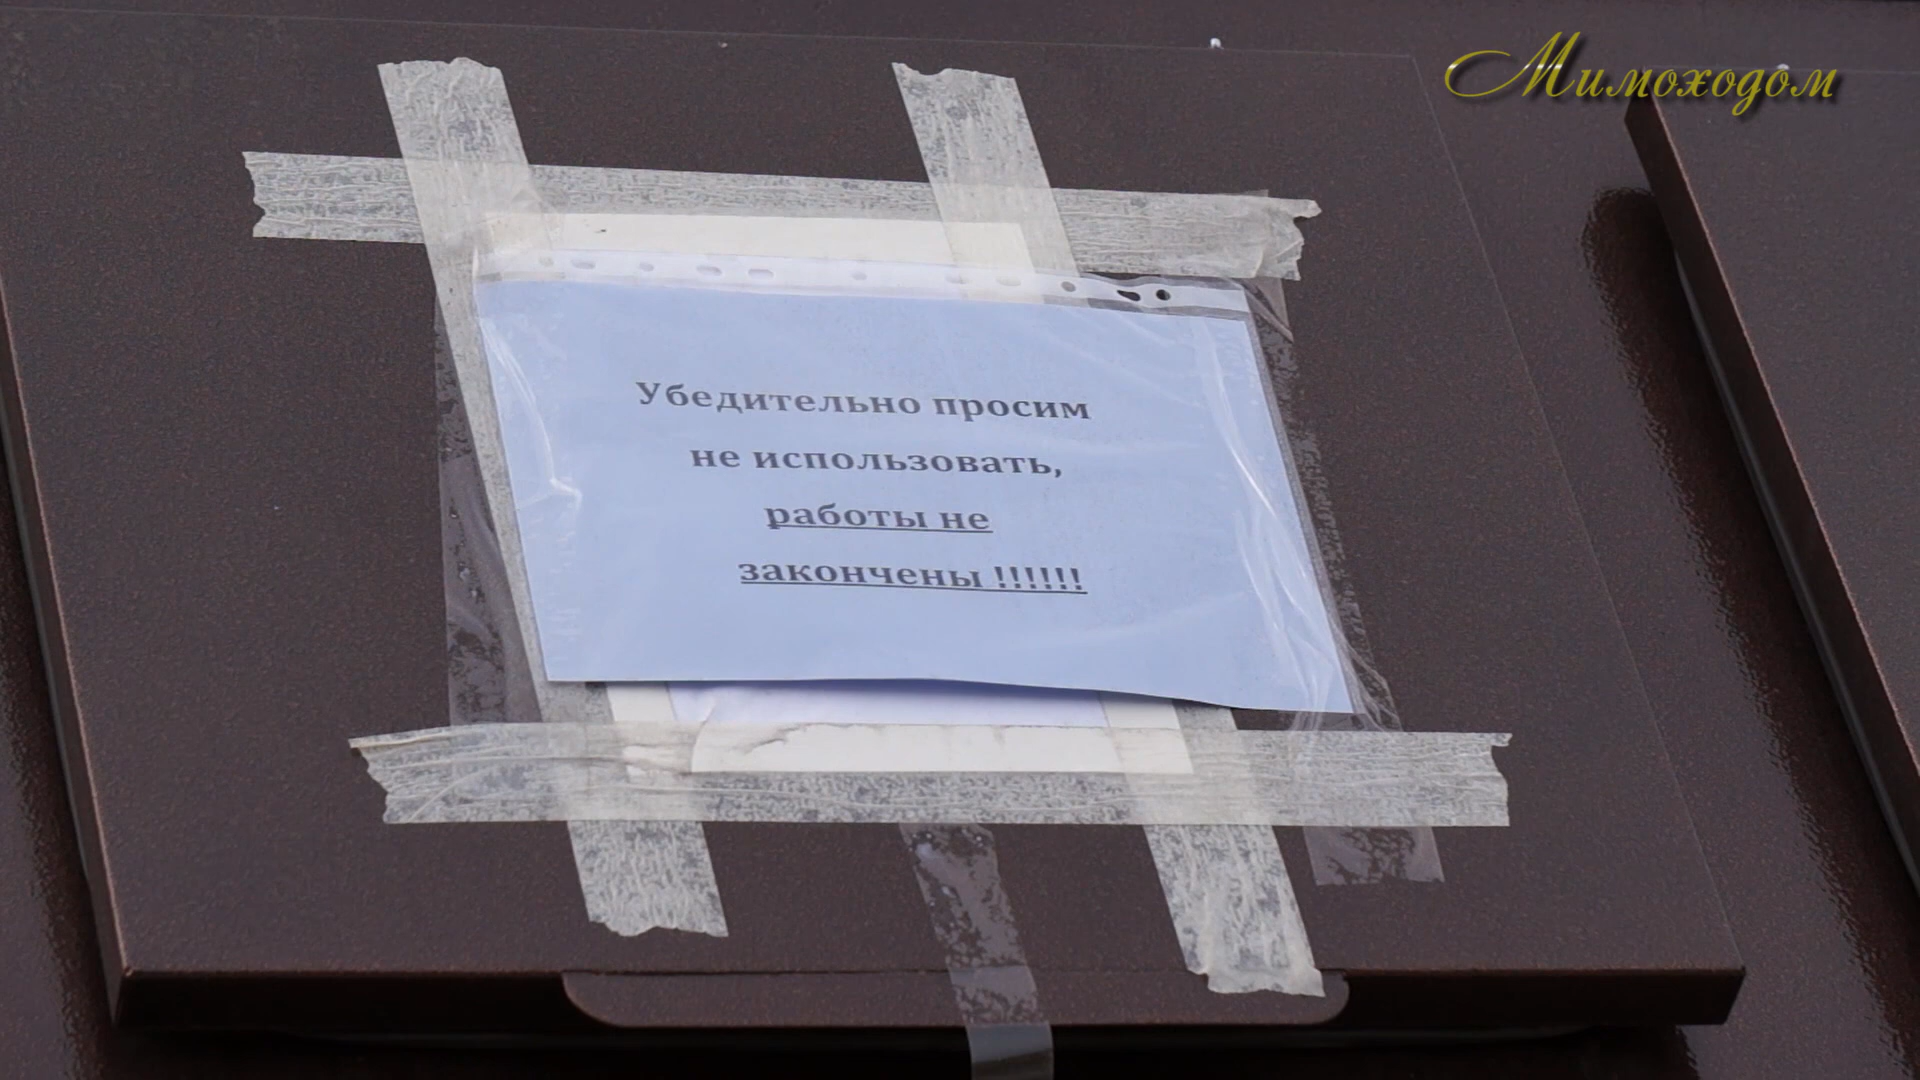 Мимоходом
Убедительно просим
не использовать,
работы не
закончены !!!!!!